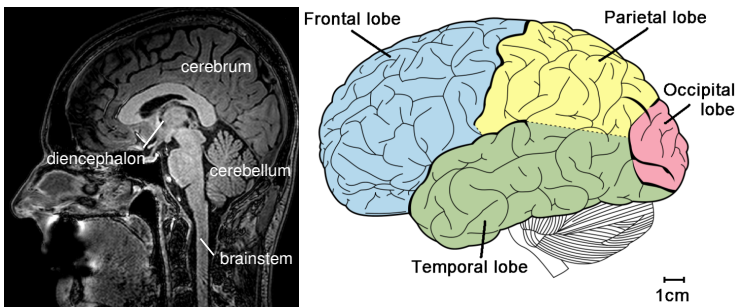 cerebrum
diencephalon
cerebellum
brainstem
Frontal lobe
Parietal lobe
Occipital
lobe
Temporal lobe
1cm